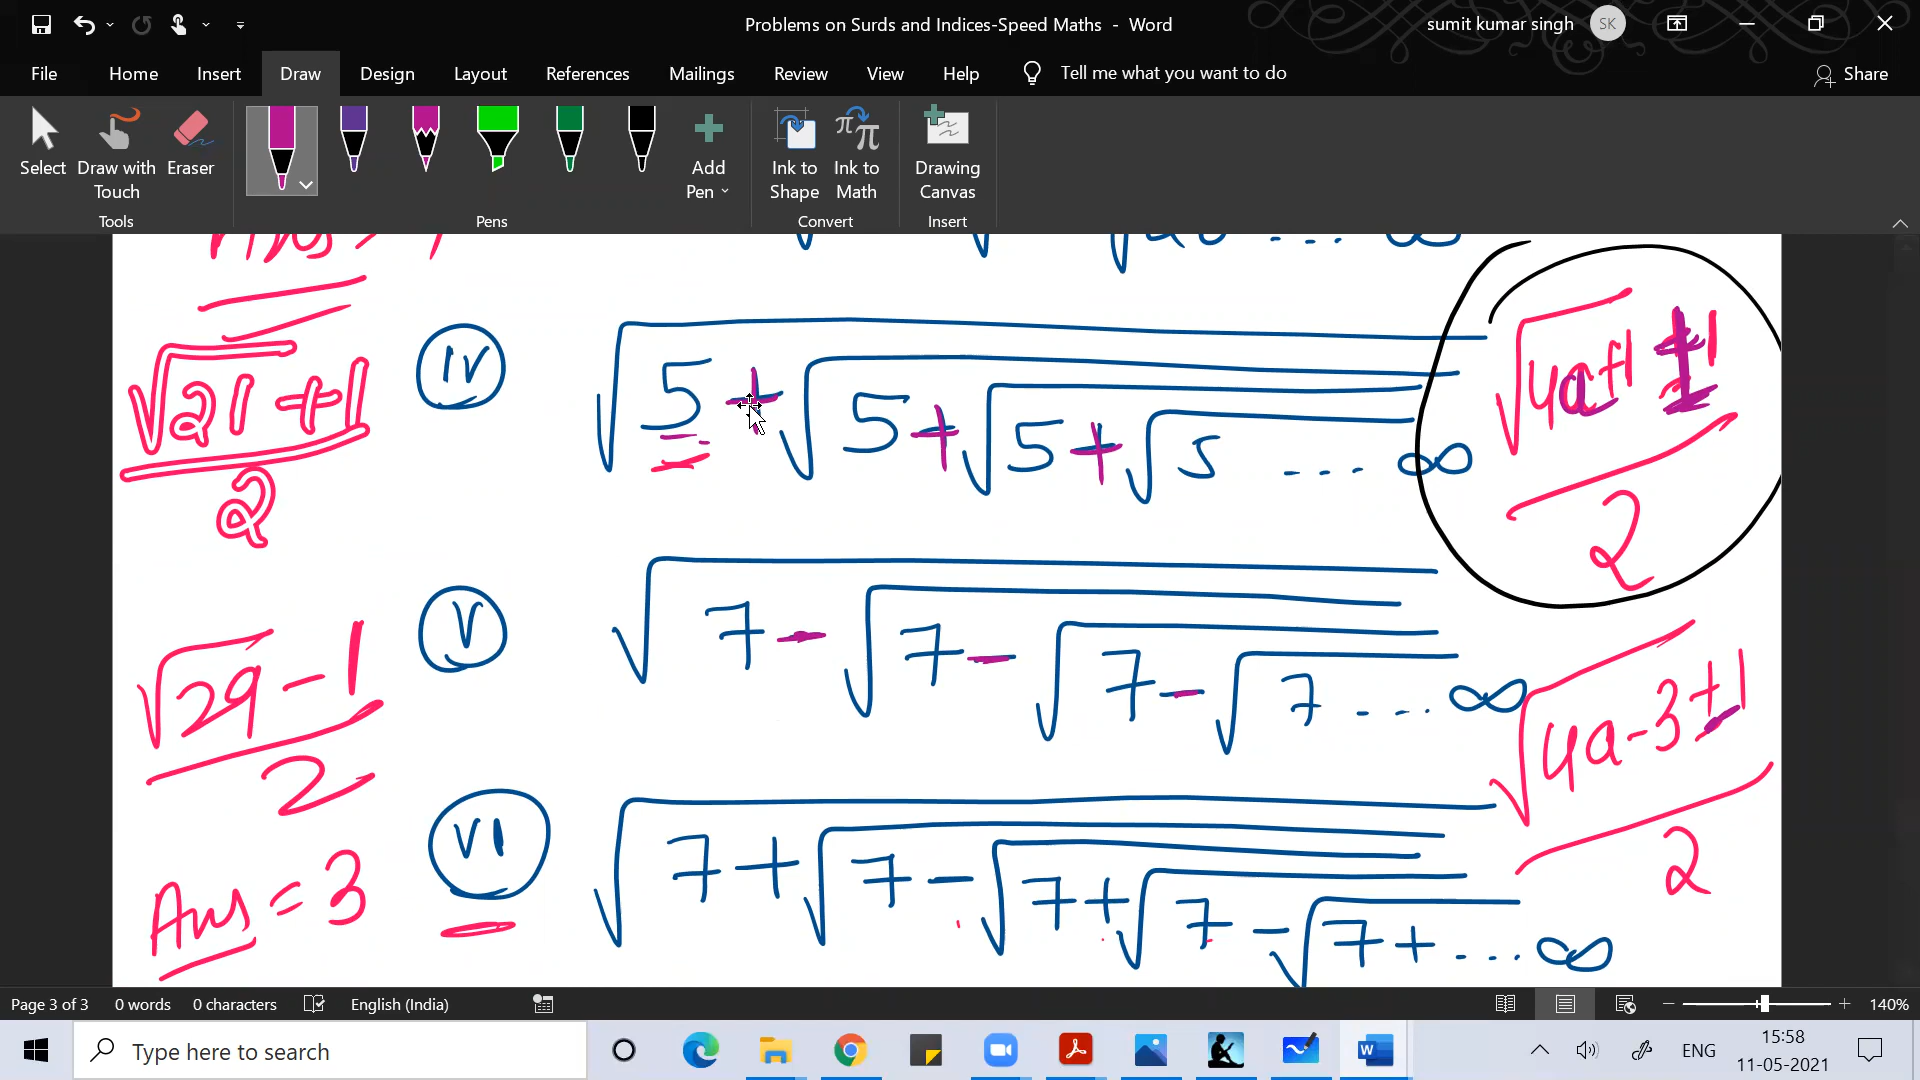 Problems on Surds and Indices-Speed Maths - Word
sumit kumar singh
SK
File Home Insert Draw Design Layout References Mailings Review View Help Tell me what you want to do
Share
Select
Draw with Touch
Eraser
Add Pen
Ink to Shape
Ink to Math
Drawing Canvas
Tools
Pens
Convert
Insert
√21 + 1
2
IV
√5 + √5 + √5 + √5 ---- ∞
√4a+1 ± 1
2
√29 - 1
2
V
√7 - √7 - √7 - √7 ---- ∞
√4a-3 ± 1
2
Ans = 3
VI
√7 + √7 - √7 + √7 - √7 + ---- ∞
Page 3 of 3 0 words 0 characters English (India)
140%
Type here to search
ENG
15:58
11-05-2021